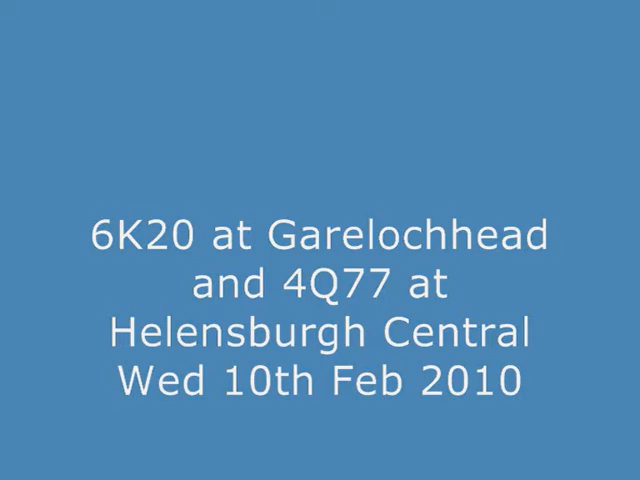 6K20 at Garelochhead
and 4Q77 at
Helensburgh Central
Wed 10th Feb 2010